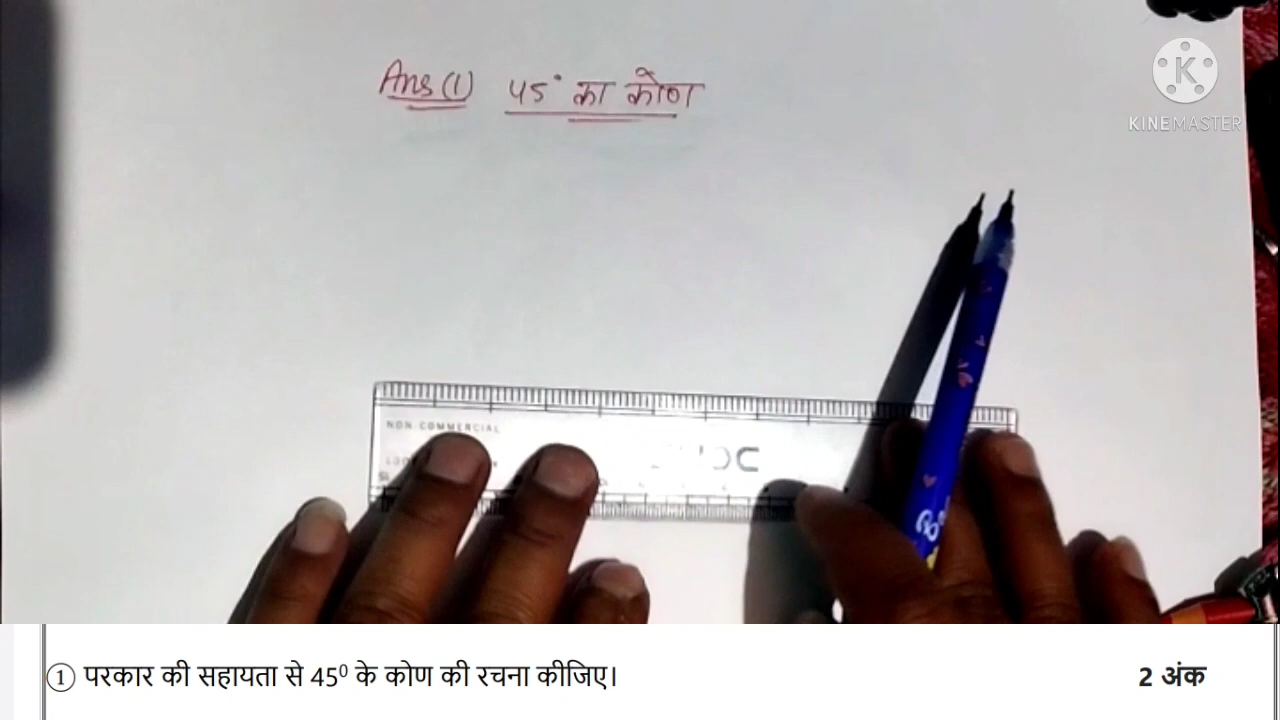 Ans (1) 45° का कोण
K
KINEMASTER
NON COMMERCIAL
① परकार की सहायता से 45⁰ के कोण की रचना कीजिए। 2 अंक